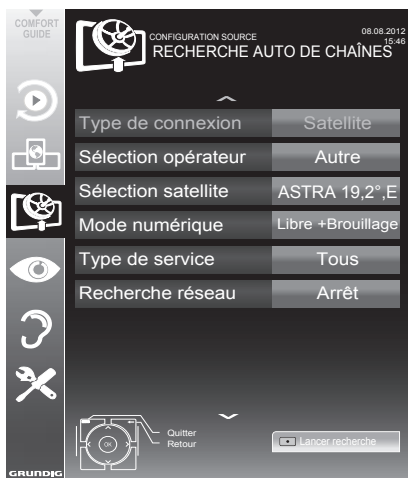 COMFORT
GUIDE
CONFIGURATION SOURCE
08.08.2012
RECHERCHE AUTO DE CHAÎNES
15:46
Type de connexion Satellite
Sélection opérateur Autre
Sélection satellite ASTRA 19,2°,E
Mode numérique Libre +Brouillage
Type de service Tous
Recherche réseau Arrêt
Quitter
Retour
OK
Lancer recherche
GRUNDIG